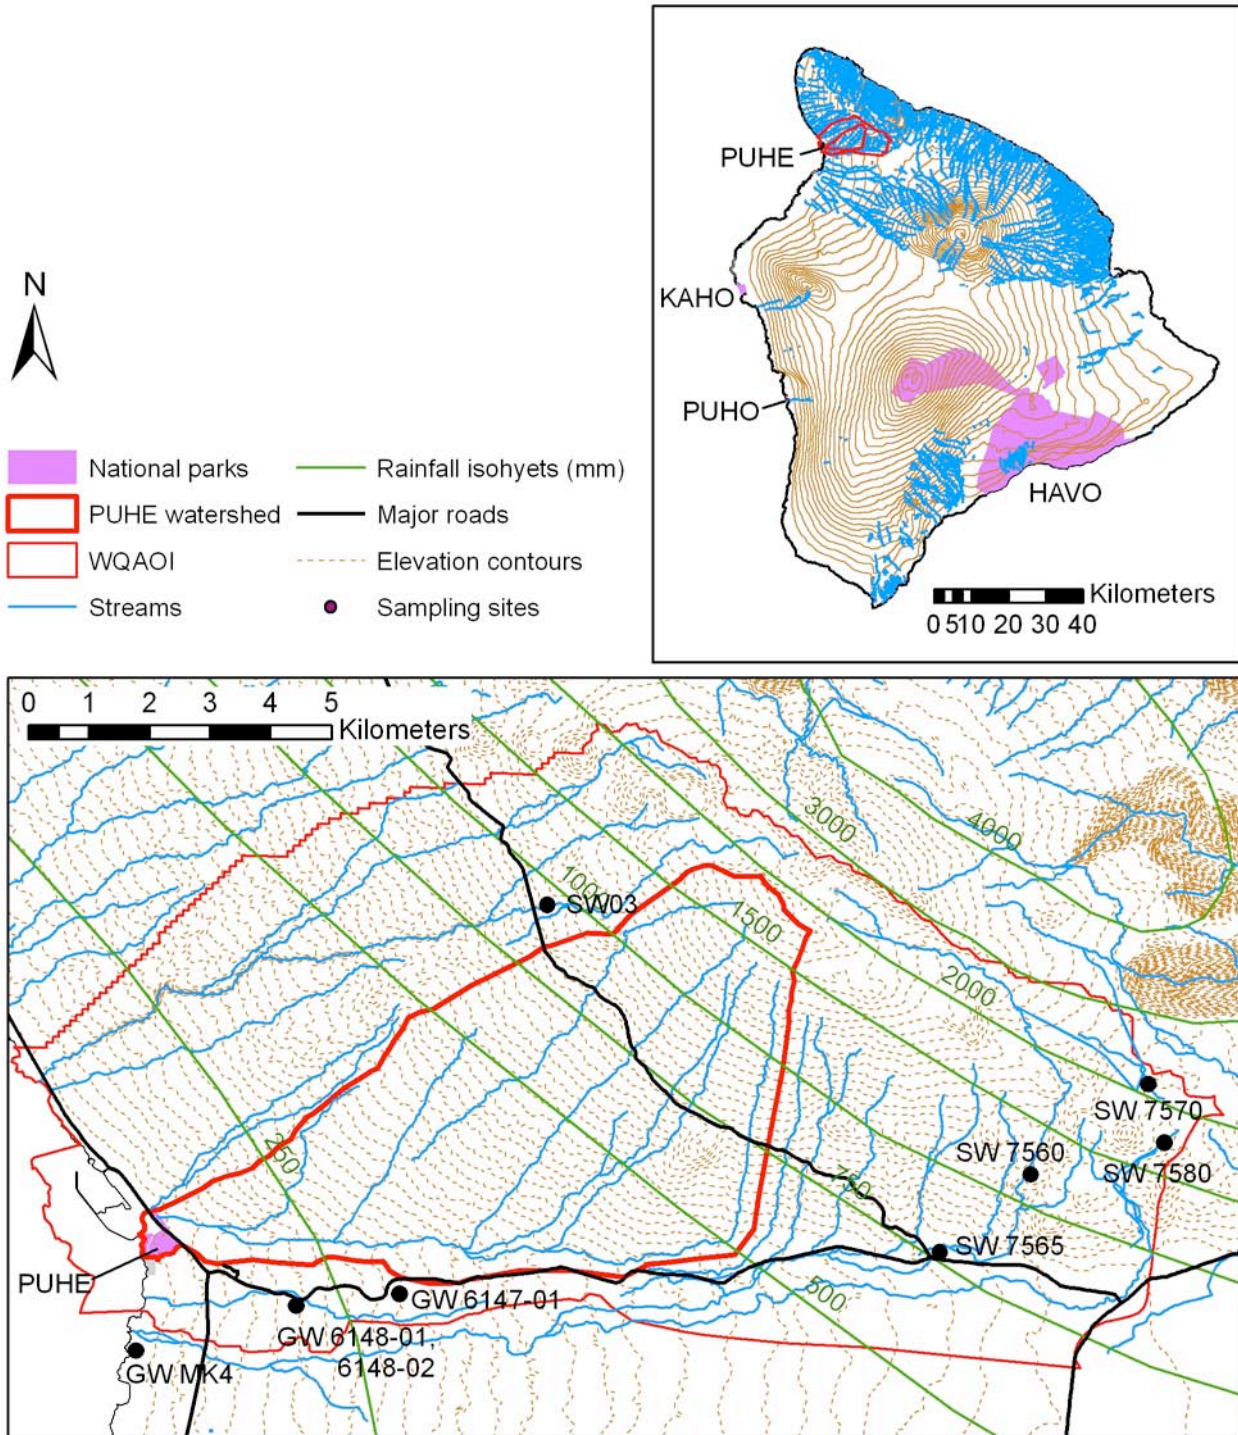 PUHE
KAHO
PUHO
HAVO
Kilometers
0 5 10 20 30 40
N
National parks
PUHE watershed
WQAOI
Streams
Rainfall isohyets (mm)
Major roads
Elevation contours
Sampling sites
0 1 2 3 4 5
Kilometers
3000
4000
1000
SW03
1500
2000
250
SW 7570
SW 7560
SW 7580
750
SW 7565
PUHE
500
GW 6147-01
GW 6148-01,
6148-02
GW MK4